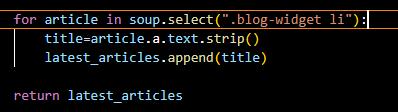 for article in soup.select(".blog-widget li"):
    title=article.a.text.strip()
    latest_articles.append(title)
return latest_articles